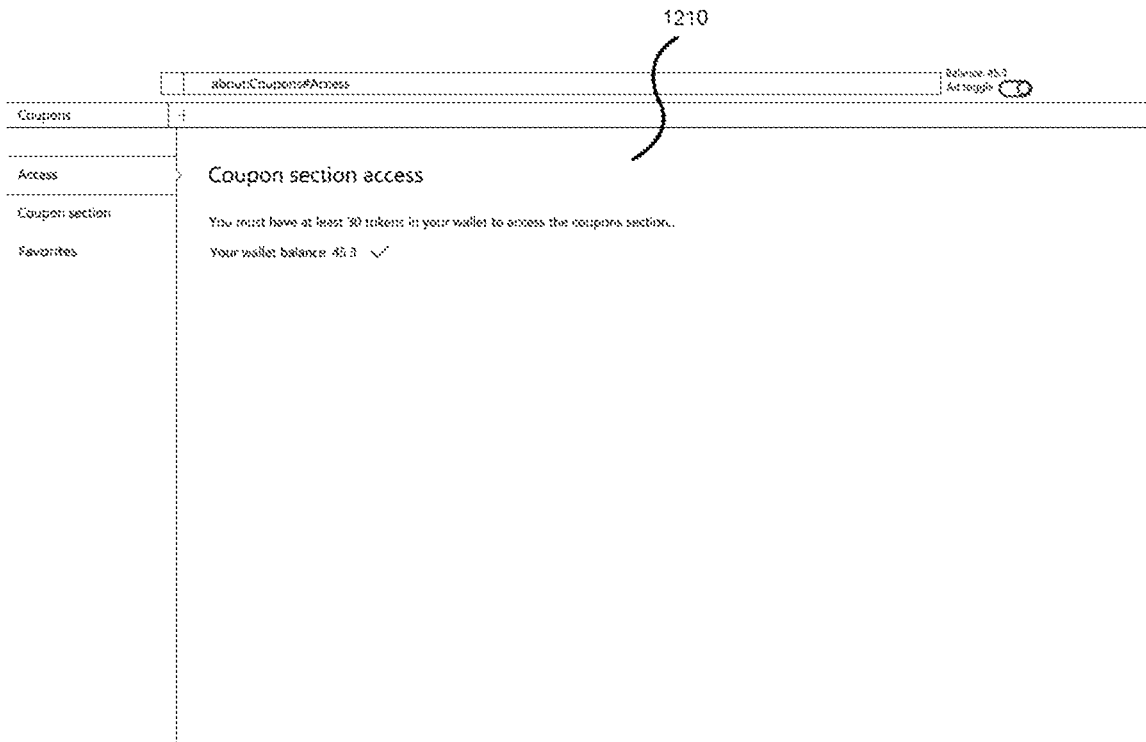 1210
about:Coupons#Access
Balance: 45.3
Ad toggle
Coupons
Access
Coupon section access
Coupon section
You must have at least 30 tokens in your wallet to access the coupons section.
Favorites
Your wallet balance: 45.3